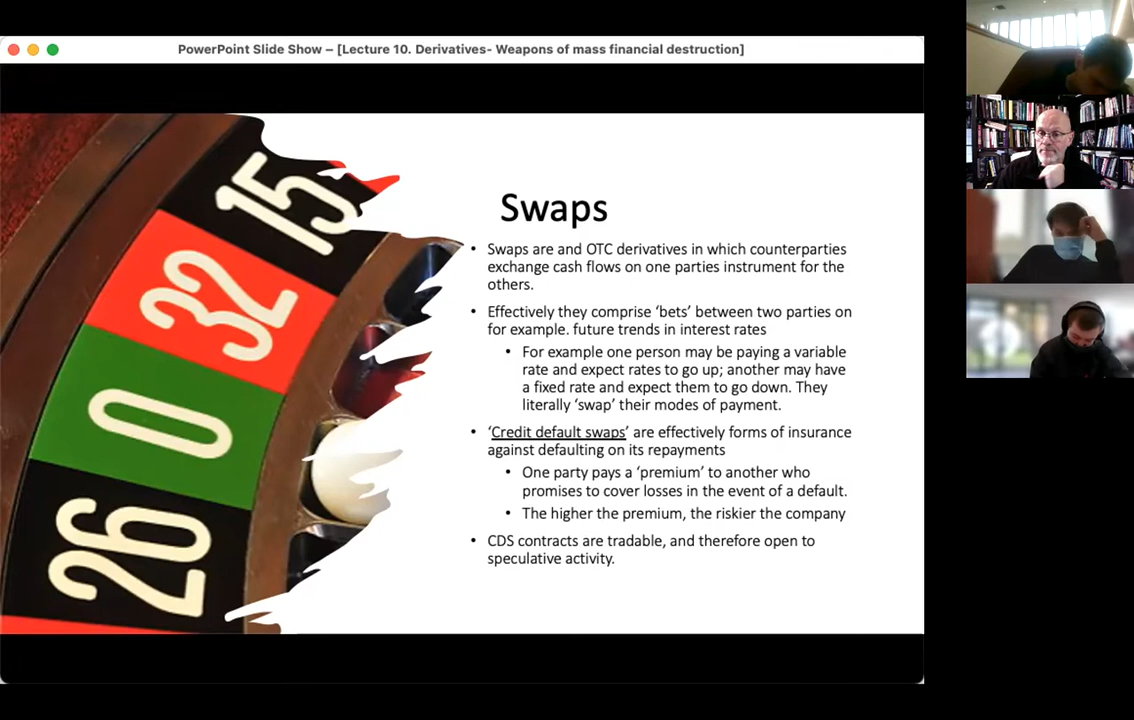 PowerPoint Slide Show – [Lecture 10. Derivatives- Weapons of mass financial destruction]
15
32
0
26
Swaps
• Swaps are and OTC derivatives in which counterparties
exchange cash flows on one parties instrument for the
others.
• Effectively they comprise ‘bets’ between two parties on
for example. future trends in interest rates
• For example one person may be paying a variable
rate and expect rates to go up; another may have
a fixed rate and expect them to go down. They
literally ‘swap’ their modes of payment.
• ‘Credit default swaps’ are effectively forms of insurance
against defaulting on its repayments
• One party pays a ‘premium’ to another who
promises to cover losses in the event of a default.
• The higher the premium, the riskier the company
• CDS contracts are tradable, and therefore open to
speculative activity.